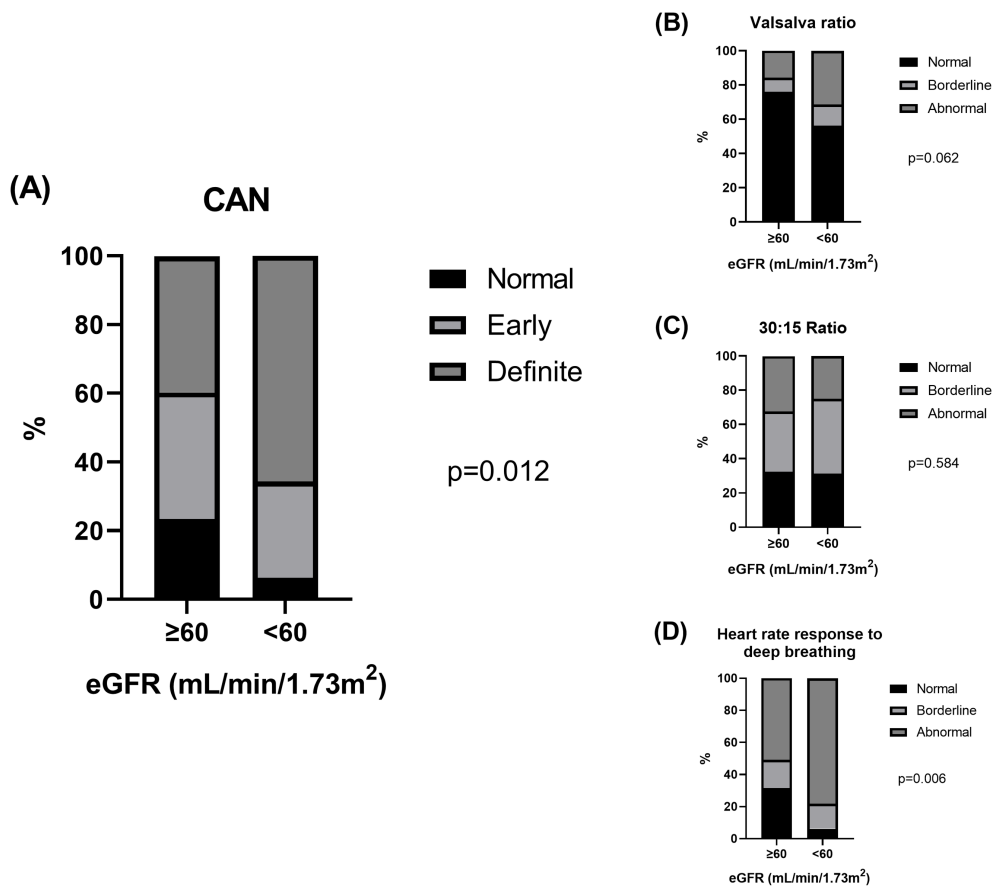 (A)
CAN
100
80
60
40
20
0
%
≥60 <60
eGFR (mL/min/1.73m²)
Normal
Early
Definite
p=0.012
(B)
Valsalva ratio
100
80
60
40
20
0
%
≥60 <60
eGFR (mL/min/1.73m²)
Normal
Borderline
Abnormal
p=0.062
(C)
30:15 Ratio
100
80
60
40
20
0
%
≥60 <60
eGFR (mL/min/1.73m²)
Normal
Borderline
Abnormal
p=0.584
(D)
Heart rate response to
deep breathing
100
80
60
40
20
0
%
≥60 <60
eGFR (mL/min/1.73m²)
Normal
Borderline
Abnormal
p=0.006